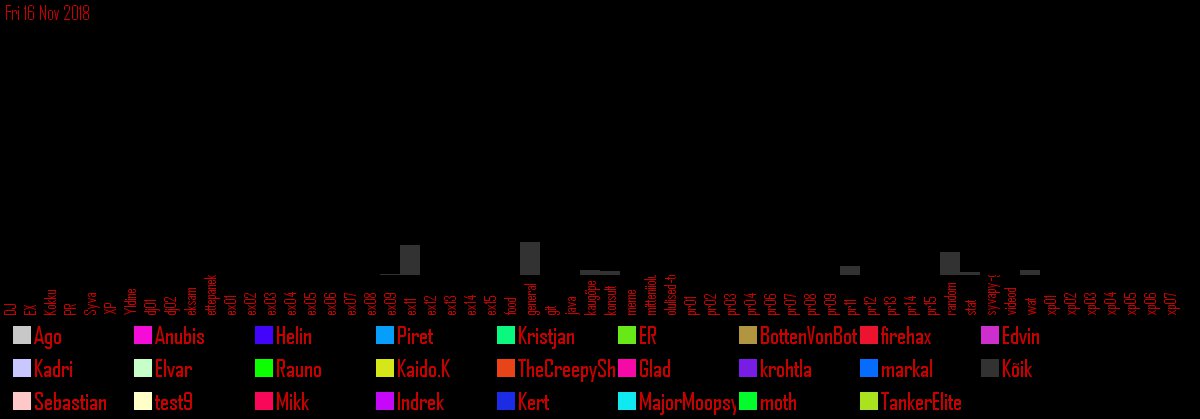 Fri 16 Nov 2018
DJ EX Kokku PR Syva XP Yldine dj01 dj02 eksam ettepanek ex01 ex02 ex03 ex04 ex05 ex06 ex07 ex08 ex09 ex11 ex12 ex13 ex14 ex15 food general git java konsult meme pr01 pr02 pr03 pr04 pr06 pr07 pr08 pr09 pr11 pr12 pr13 pr14 pr15 random stat videod wat xp01 xp02 xp03 xp04 xp05 xp06 xp07
Ago Anubis Helin Piret Kristjan ER BottenVonBot firehax Edvin
Kadri Elvar Rauno Kaido.K TheCreepySh Glad krohtla markal Kõik
Sebastian test9 Mikk Indrek Kert MajorMoopsy moth TankerElite